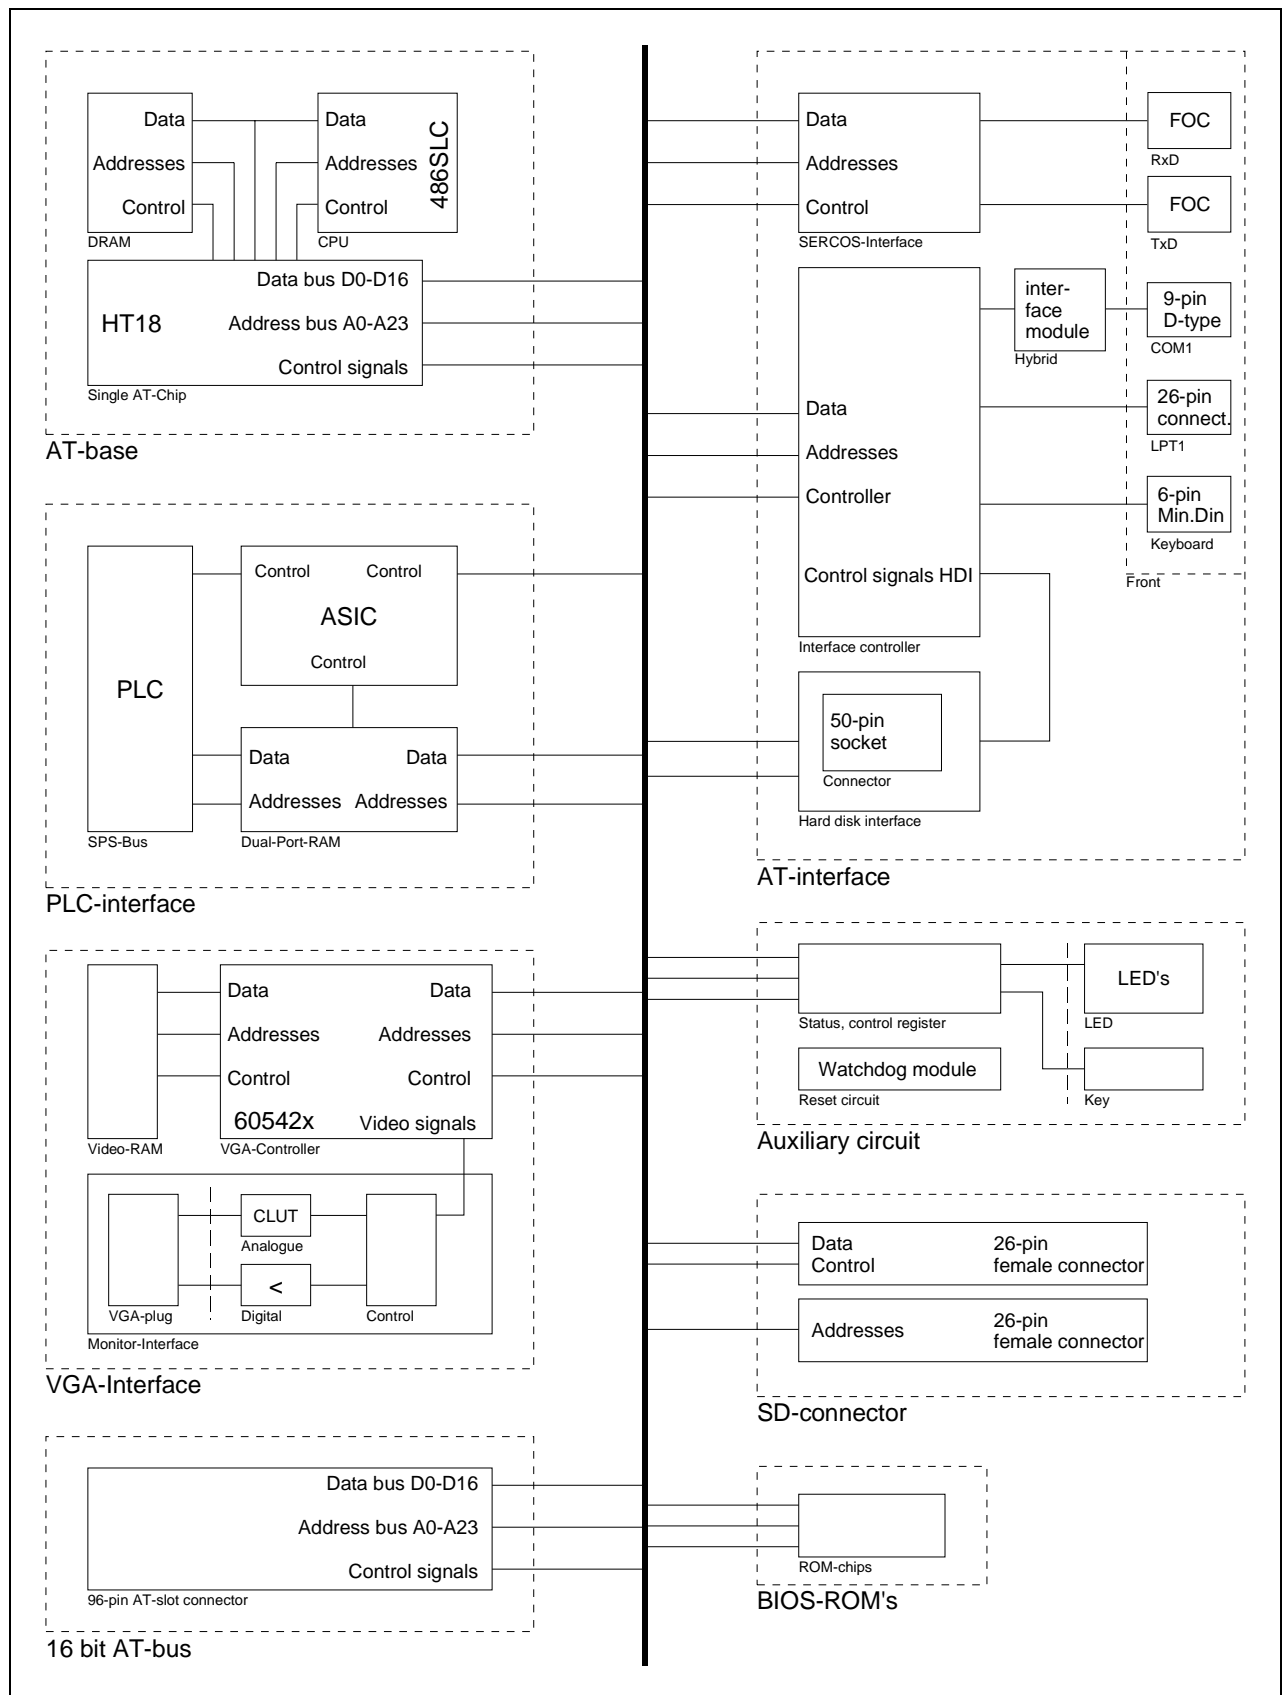 Data
Addresses
Control
DRAM
Data
Addresses
Control
486SLC
CPU
Data bus D0-D16
HT18
Address bus A0-A23
Control signals
Single AT-Chip
AT-base
PLC
SPS-Bus
Control
Control
ASIC
Control
Data
Data
Addresses
Addresses
Dual-Port-RAM
PLC-interface
Video-RAM
Data
Data
Addresses
Addresses
Control
Control
60542x
Video signals
VGA-Controller
VGA-plug
CLUT
Analogue
<
Digital
Control
Monitor-Interface
VGA-Interface
Data bus D0-D16
Address bus A0-A23
Control signals
96-pin AT-slot connector
16 bit AT-bus
Data
Addresses
Control
SERCOS-Interface
FOC
RxD
FOC
TxD
inter-
face
module
Hybrid
9-pin
D-type
COM1
26-pin
connect.
LPT1
6-pin
Min.Din
Keyboard
Front
Data
Addresses
Controller
Control signals HDI
Interface controller
50-pin
socket
Connector
Hard disk interface
AT-interface
Status, control register
LED's
LED
Watchdog module
Reset circuit
Key
Auxiliary circuit
Data
Control
26-pin
female connector
Addresses
26-pin
female connector
SD-connector
ROM-chips
BIOS-ROM's